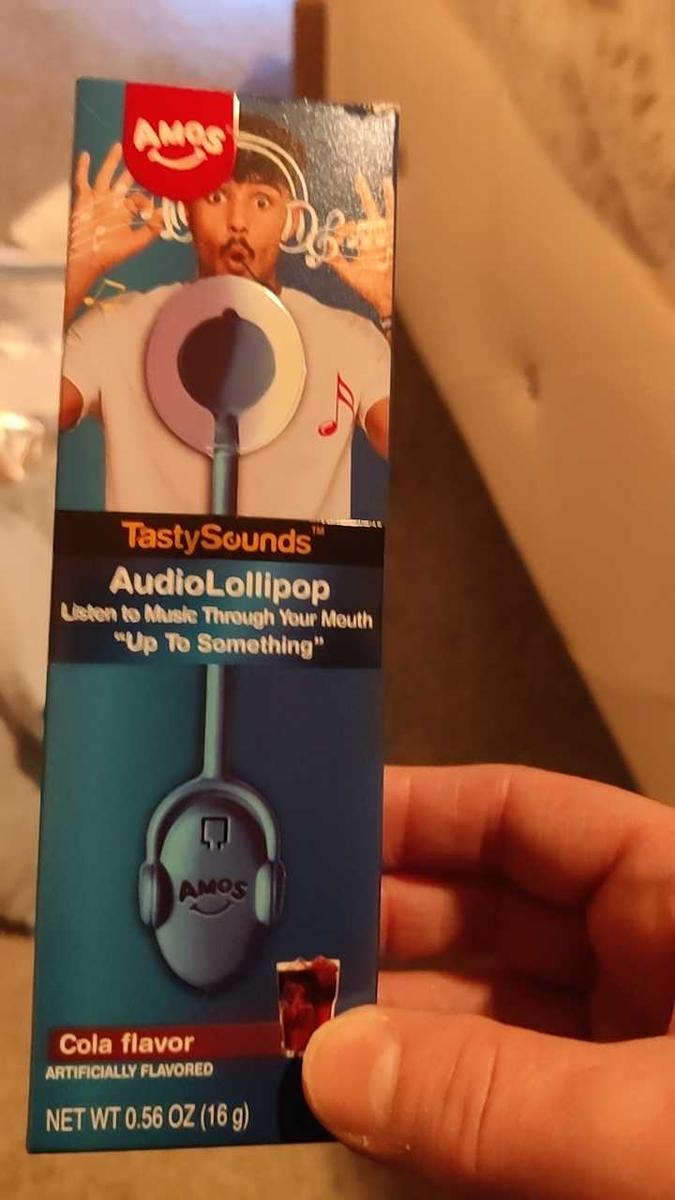 AMOS
TastySounds™
AudioLollipop
Listen to Music Through Your Mouth
“Up To Something”
AMOS
Cola flavor
ARTIFICIALLY FLAVORED
NET WT 0.56 OZ (16 g)